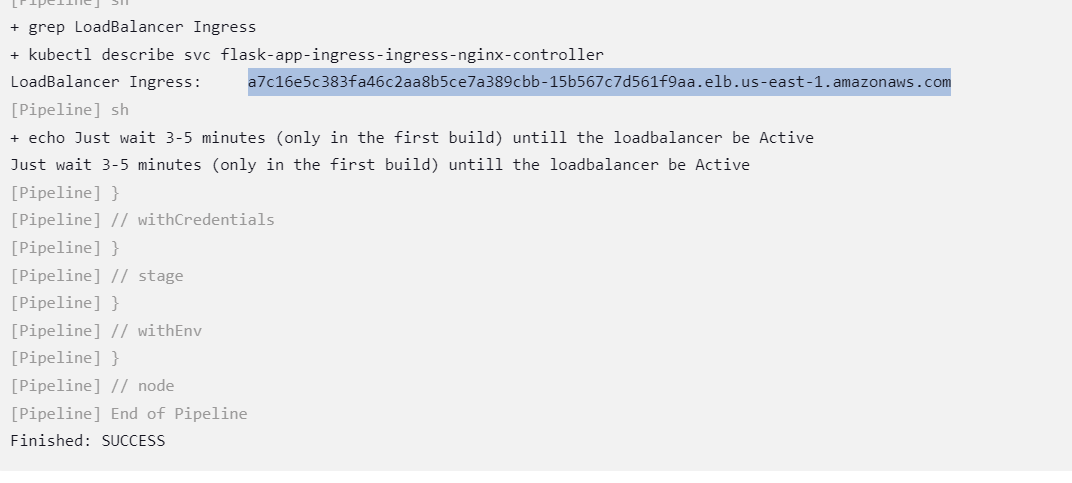 [Pipeline] sh
+ grep LoadBalancer Ingress
+ kubectl describe svc flask-app-ingress-ingress-nginx-controller
LoadBalancer Ingress:     a7c16e5c383fa46c2aa8b5ce7a389cbb-15b567c7d561f9aa.elb.us-east-1.amazonaws.com
[Pipeline] sh
+ echo Just wait 3-5 minutes (only in the first build) untill the loadbalancer be Active
Just wait 3-5 minutes (only in the first build) untill the loadbalancer be Active
[Pipeline] }
[Pipeline] // withCredentials
[Pipeline] }
[Pipeline] // stage
[Pipeline] }
[Pipeline] // withEnv
[Pipeline] }
[Pipeline] // node
[Pipeline] End of Pipeline
Finished: SUCCESS